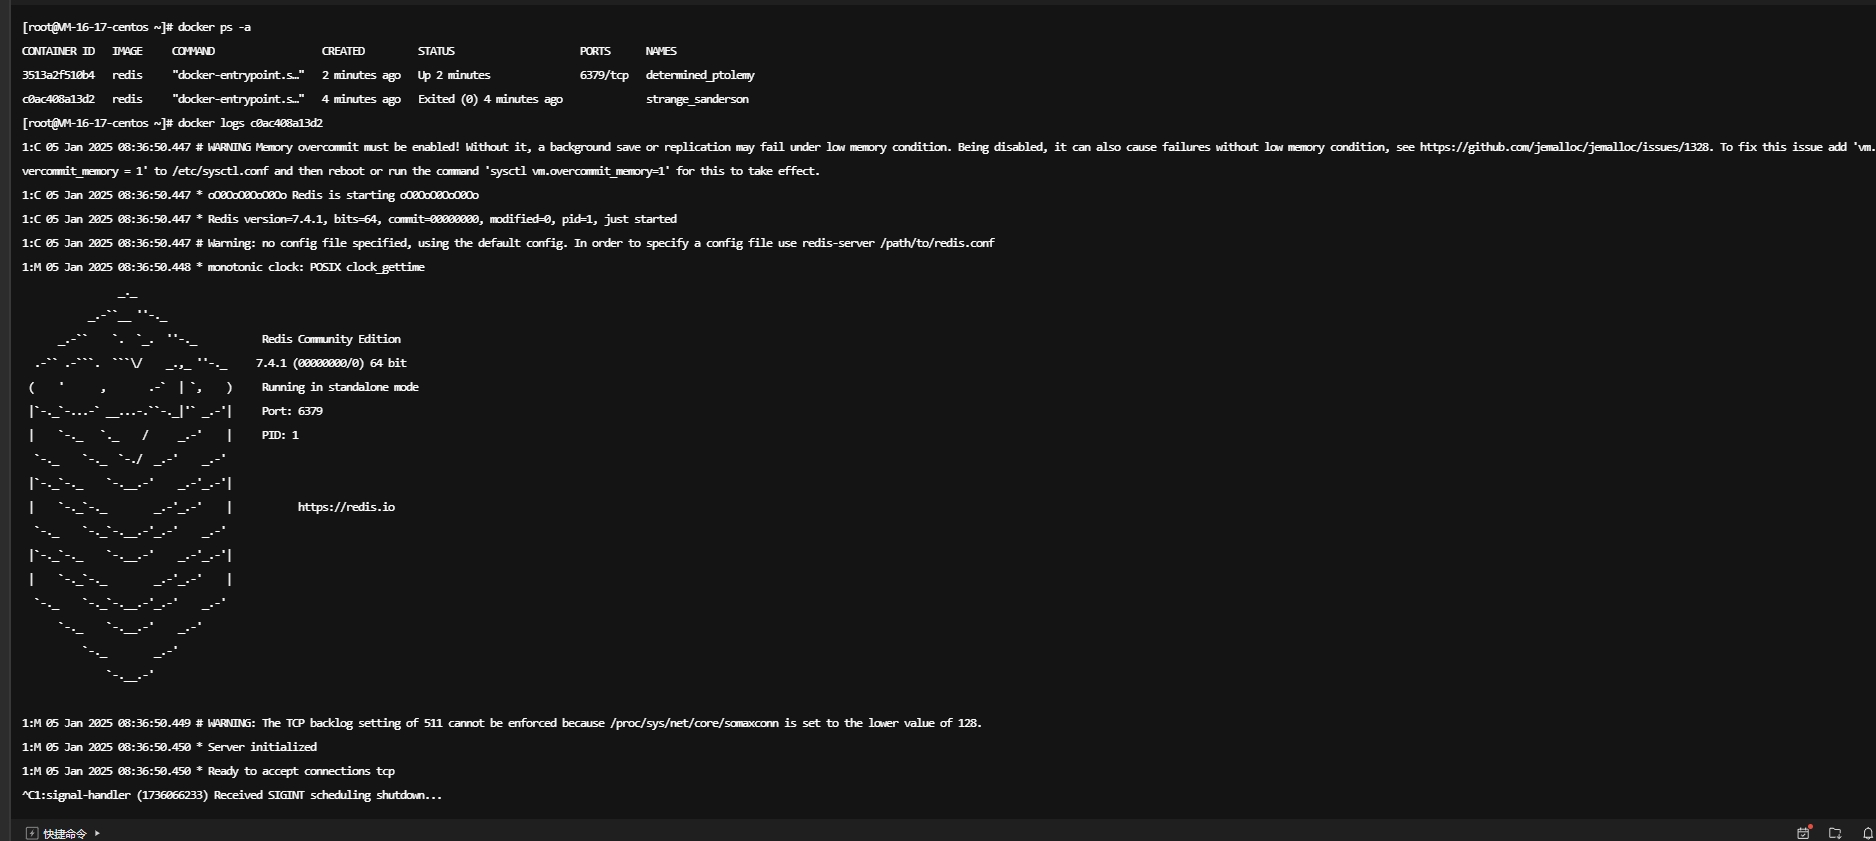 [root@VM-16-17-centos ~]# docker ps -a
CONTAINER ID   IMAGE     COMMAND                  CREATED         STATUS                     PORTS      NAMES
3513a2f510b4   redis     "docker-entrypoint.s…"   2 minutes ago   Up 2 minutes               6379/tcp   determined_ptolemy
c0ac408a13d2   redis     "docker-entrypoint.s…"   4 minutes ago   Exited (0) 4 minutes ago              strange_sanderson
[root@VM-16-17-centos ~]# docker logs c0ac408a13d2
1:C 05 Jan 2025 08:36:50.447 # WARNING Memory overcommit must be enabled! Without it, a background save or replication may fail under low memory condition. Being disabled, it can also cause failures without low memory condition, see https://github.com/jemalloc/jemalloc/issues/1328. To fix this issue add 'vm.
vercommit_memory = 1' to /etc/sysctl.conf and then reboot or run the command 'sysctl vm.overcommit_memory=1' for this to take effect.
1:C 05 Jan 2025 08:36:50.447 * oO0OoO0OoO0Oo Redis is starting oO0OoO0OoO0Oo
1:C 05 Jan 2025 08:36:50.447 * Redis version=7.4.1, bits=64, commit=00000000, modified=0, pid=1, just started
1:C 05 Jan 2025 08:36:50.447 # Warning: no config file specified, using the default config. In order to specify a config file use redis-server /path/to/redis.conf
1:M 05 Jan 2025 08:36:50.448 * monotonic clock: POSIX clock_gettime
Redis Community Edition
7.4.1 (00000000/0) 64 bit
Running in standalone mode
Port: 6379
PID: 1
https://redis.io
1:M 05 Jan 2025 08:36:50.449 # WARNING: The TCP backlog setting of 511 cannot be enforced because /proc/sys/net/core/somaxconn is set to the lower value of 128.
1:M 05 Jan 2025 08:36:50.450 * Server initialized
1:M 05 Jan 2025 08:36:50.450 * Ready to accept connections tcp
^C1:signal-handler (1736066233) Received SIGINT scheduling shutdown...
快捷命令